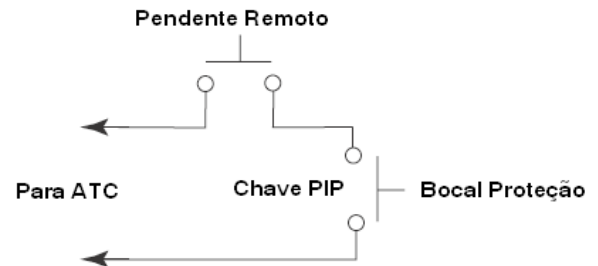 Pendente Remoto
Para ATC
Chave PIP
Bocal Proteção